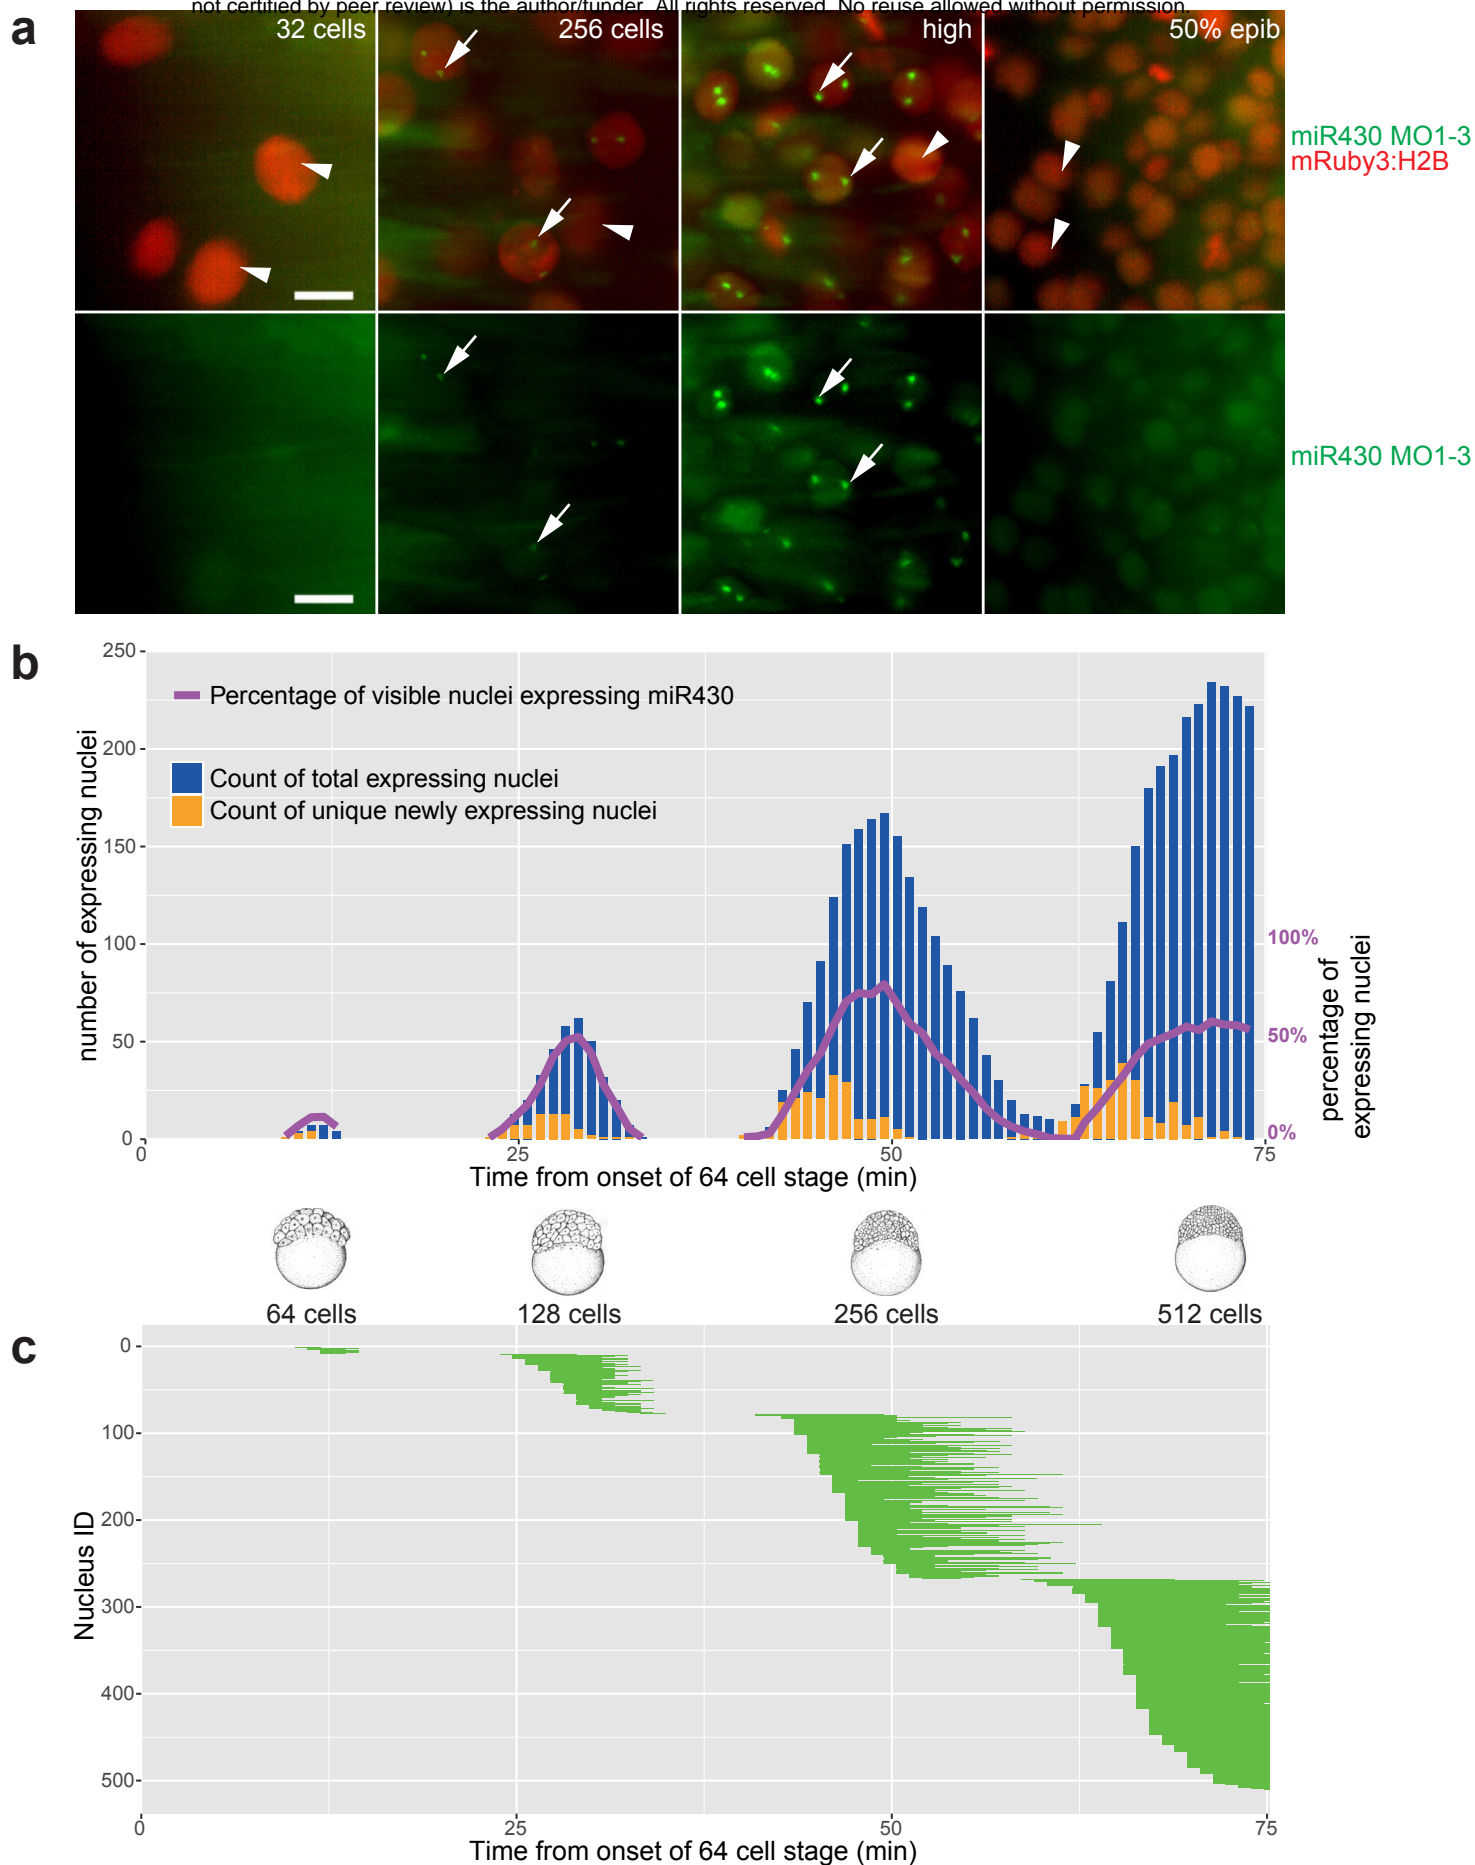 not certified by peer review) is the author/funder. All rights reserved. No reuse allowed without permission.
a
32 cells
256 cells
high
50% epib
miR430 MO1-3
mRuby3:H2B
miR430 MO1-3
b
250
200
150
100
50
0
number of expressing nuclei
Percentage of visible nuclei expressing miR430
Count of total expressing nuclei
Count of unique newly expressing nuclei
100%
50%
0%
percentage of
expressing nuclei
0
25
50
75
Time from onset of 64 cell stage (min)
64 cells
128 cells
256 cells
512 cells
c
0
100
200
300
400
500
Nucleus ID
0
25
50
75
Time from onset of 64 cell stage (min)